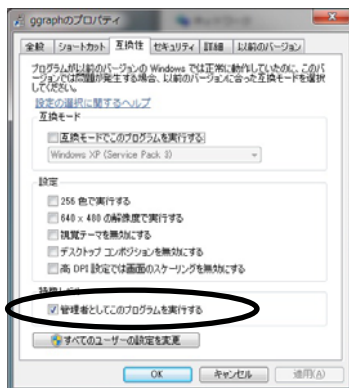 ggraphのプロパティ
全般 ショートカット 互換性 セキュリティ 詳細 以前のバージョン
プログラムが以前のバージョンの Windows では正常に動作していたのに、このバ
ージョンでは問題が発生する場合、以前のバージョンに合った互換モードを選択
してください。
設定の選択に関するヘルプ
互換モード
互換モードでこのプログラムを実行する
Windows XP (Service Pack 3)
設定
256 色で実行する
640 x 480 の解像度で実行する
視覚テーマを無効にする
デスクトップ コンポジションを無効にする
高 DPI 設定では画面のスケーリングを無効にする
特権レベル
管理者としてこのプログラムを実行する
すべてのユーザーの設定を変更
OK キャンセル 適用(A)